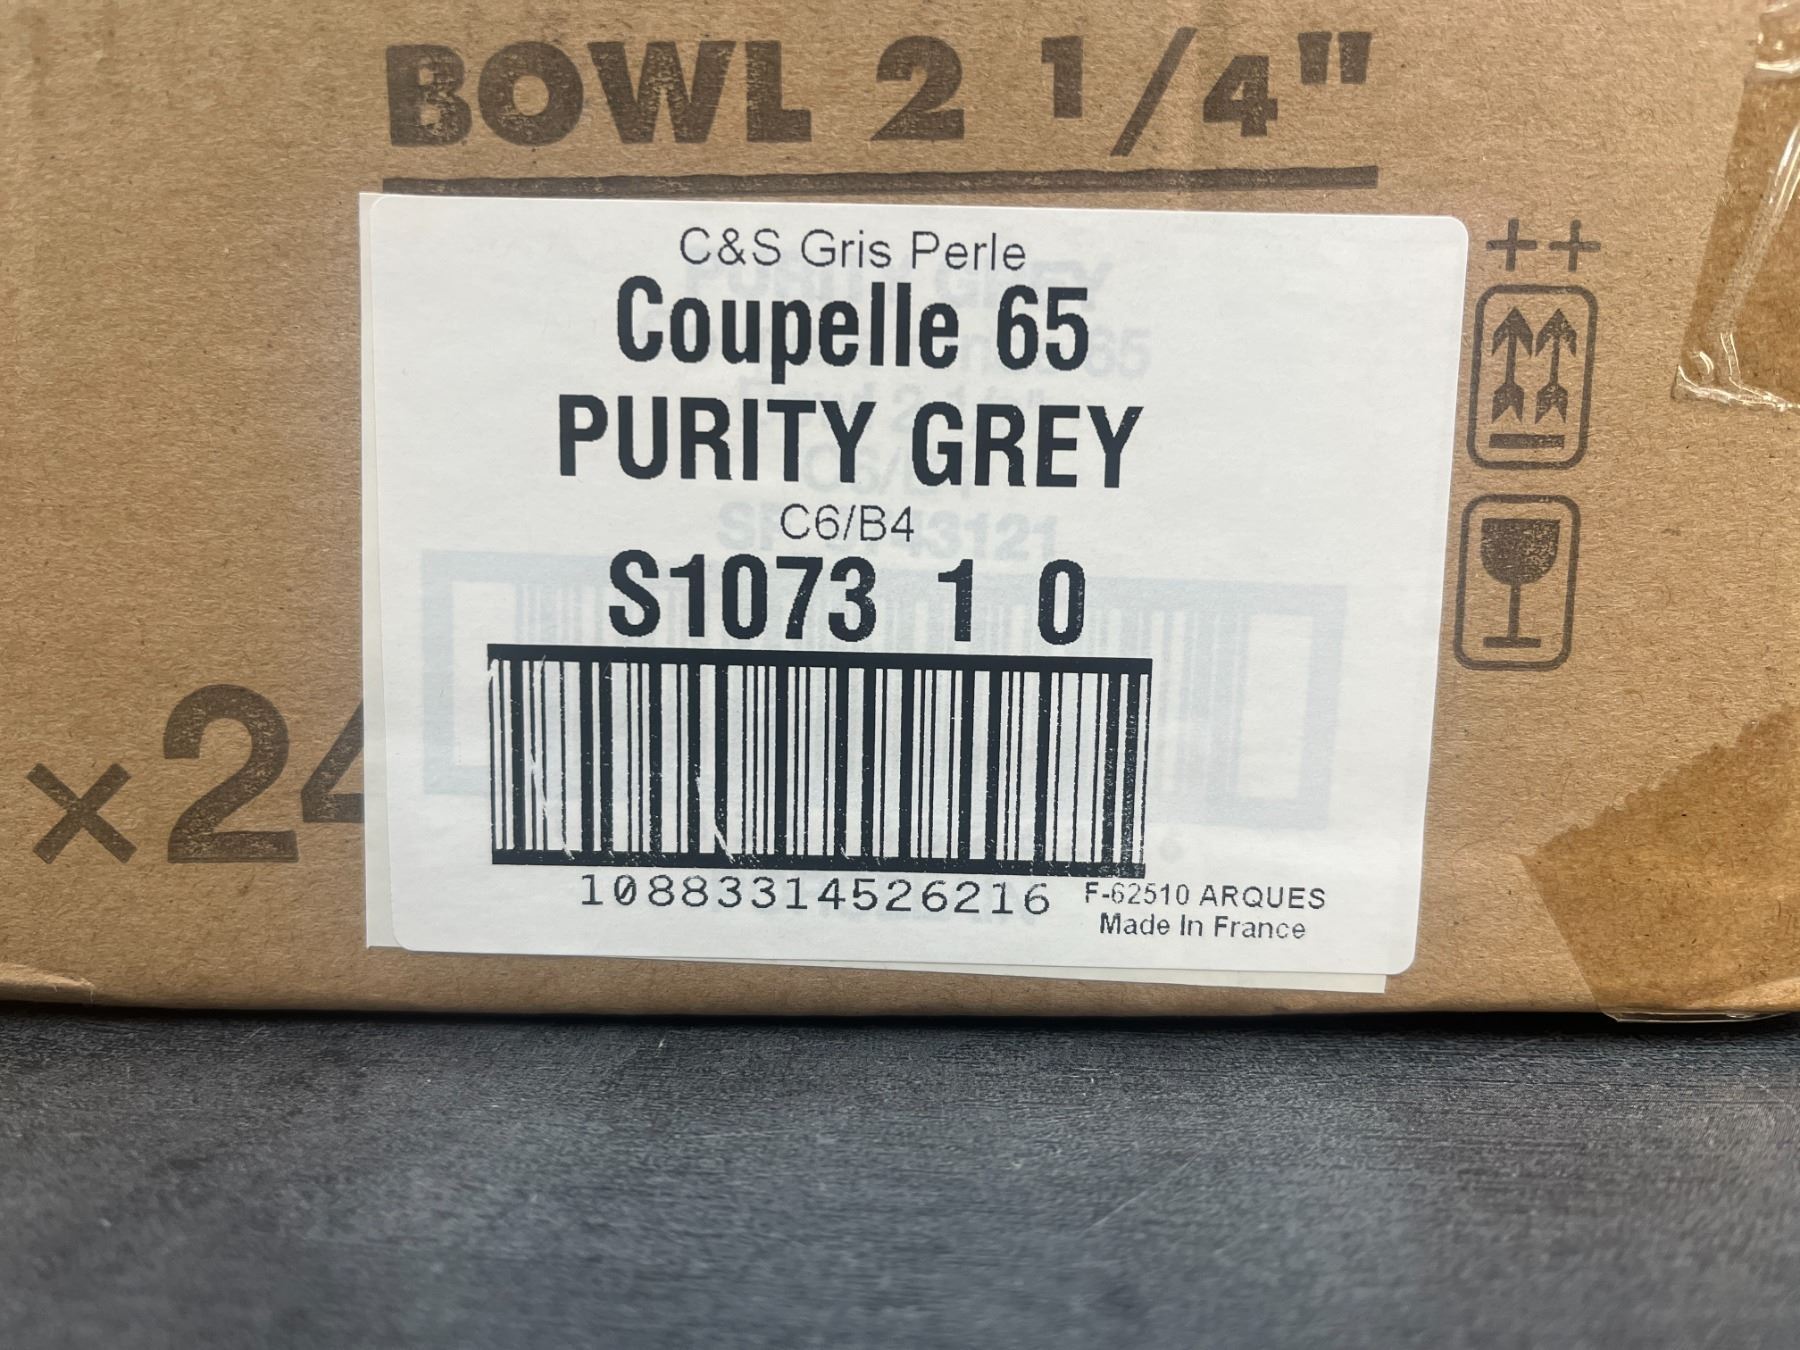 BOWL 2 1/4"
C&S Gris Perle
Coupelle 65
PURITY GREY
C6/B4
S1073 1 0
×24
10883314526216
F-62510 ARQUES
Made In France